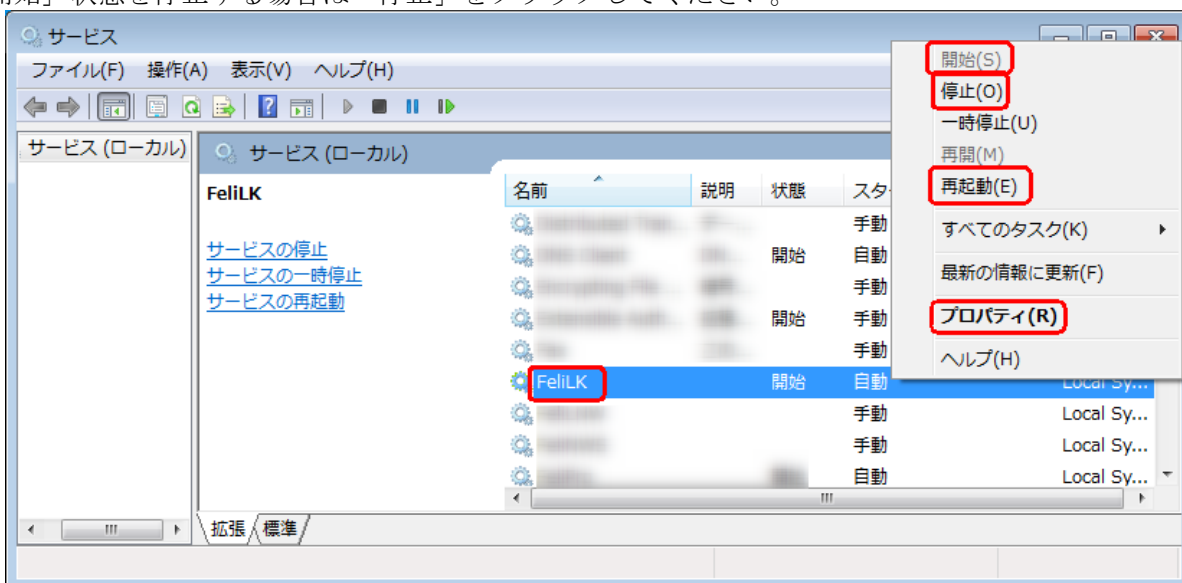 開始」状態を停止する場合は「停止」をクリックしてください。
サービス
ファイル(F) 操作(A) 表示(V) ヘルプ(H)
サービス (ローカル)
サービス (ローカル)
FeliLK
サービスの停止
サービスの一時停止
サービスの再起動
名前 説明 状態 スタ
手動
開始 自動
手動
開始 手動
手動
FeliLK 開始 自動 Local Sy...
手動 Local Sy...
手動 Local Sy...
自動 Local Sy...
拡張 標準
開始(S)
停止(O)
一時停止(U)
再開(M)
再起動(E)
すべてのタスク(K)
最新の情報に更新(F)
プロパティ(R)
ヘルプ(H)